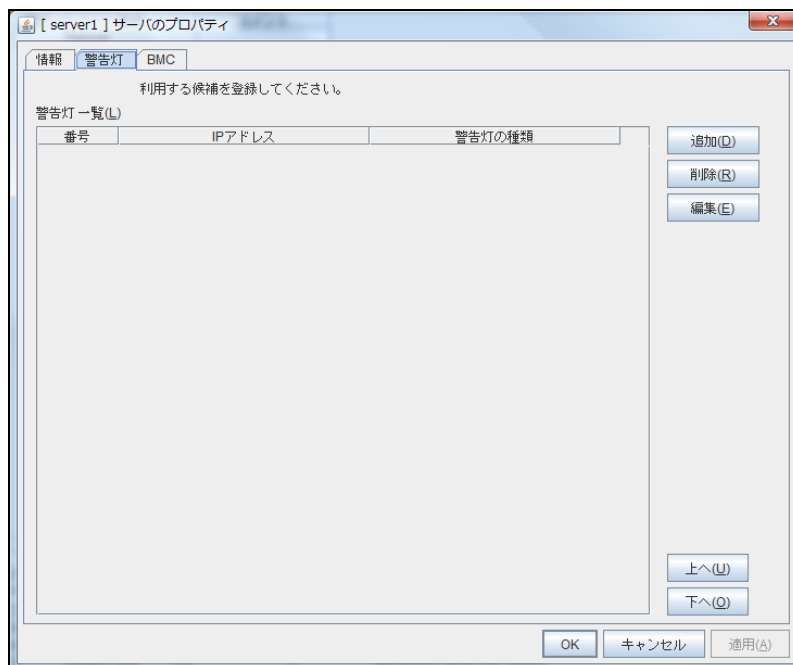 [ server1 ] サーバのプロパティ
情報 警告灯 BMC
利用する候補を登録してください。
警告灯 一覧(L)
番号 IPアドレス 警告灯の種類
追加(D)
削除(R)
編集(E)
上へ(U)
下へ(O)
OK キャンセル 適用(A)